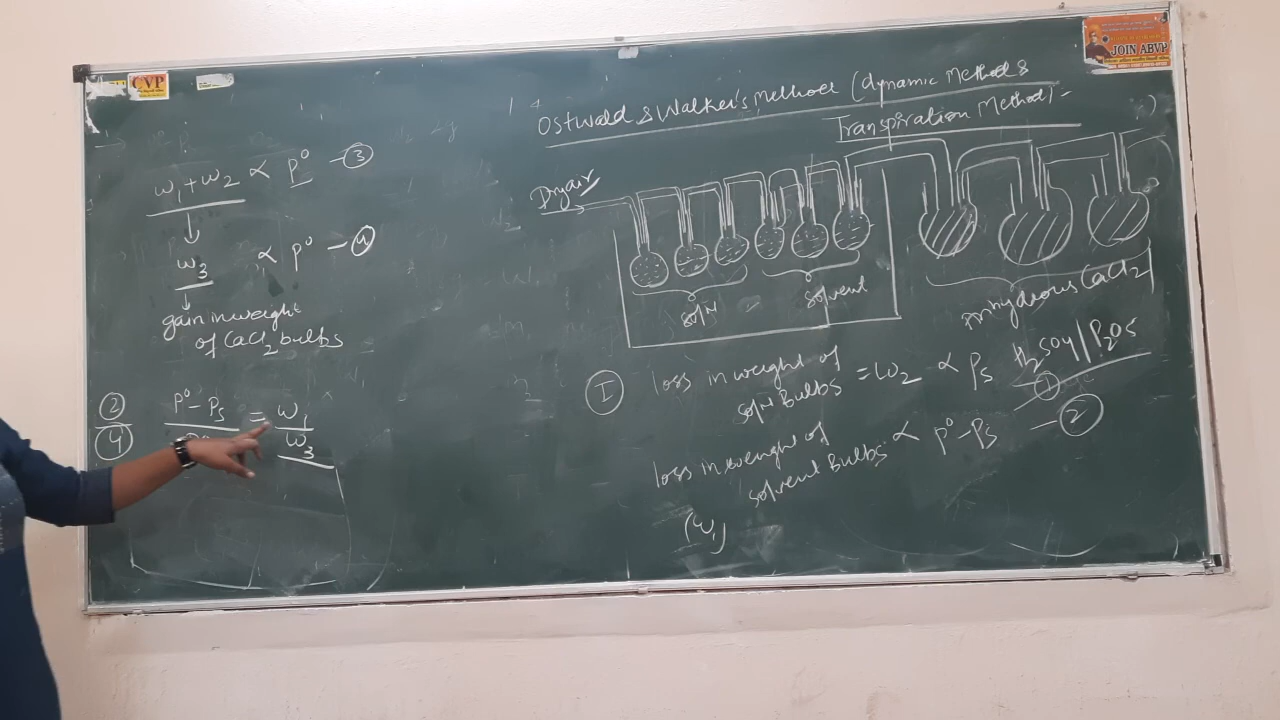 CVP
JOIN ABVP
Ostwald & Walker's Method (dynamic Method &
Transpiration Method) -
Dry air
soln
solvent
Anhydrous CaCl2
H2SO4/P2O5
I
loss in weight of
soln Bulbs = w2 ∝ Ps - 1
loss in weight of
solvent Bulbs ∝ P° - Ps - 2
(w1)
w1 + w2 ∝ P° - 3
↓
w3 ∝ P° - 4
↓
gain in weight
of CaCl2 bulbs
2/4 P° - Ps = w1/w3